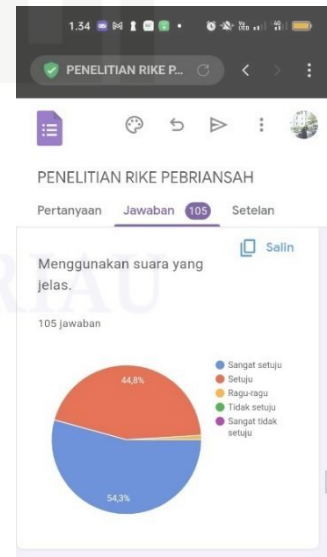 1.34
PENELITIAN RIKE P...
PENELITIAN RIKE PEBRIANSAH
Pertanyaan Jawaban 105 Setelan
Salin
Menggunakan suara yang
jelas.
105 jawaban
44,8%
54,3%
Sangat setuju
Setuju
Ragu-ragu
Tidak setuju
Sangat tidak
setuju
RIAU